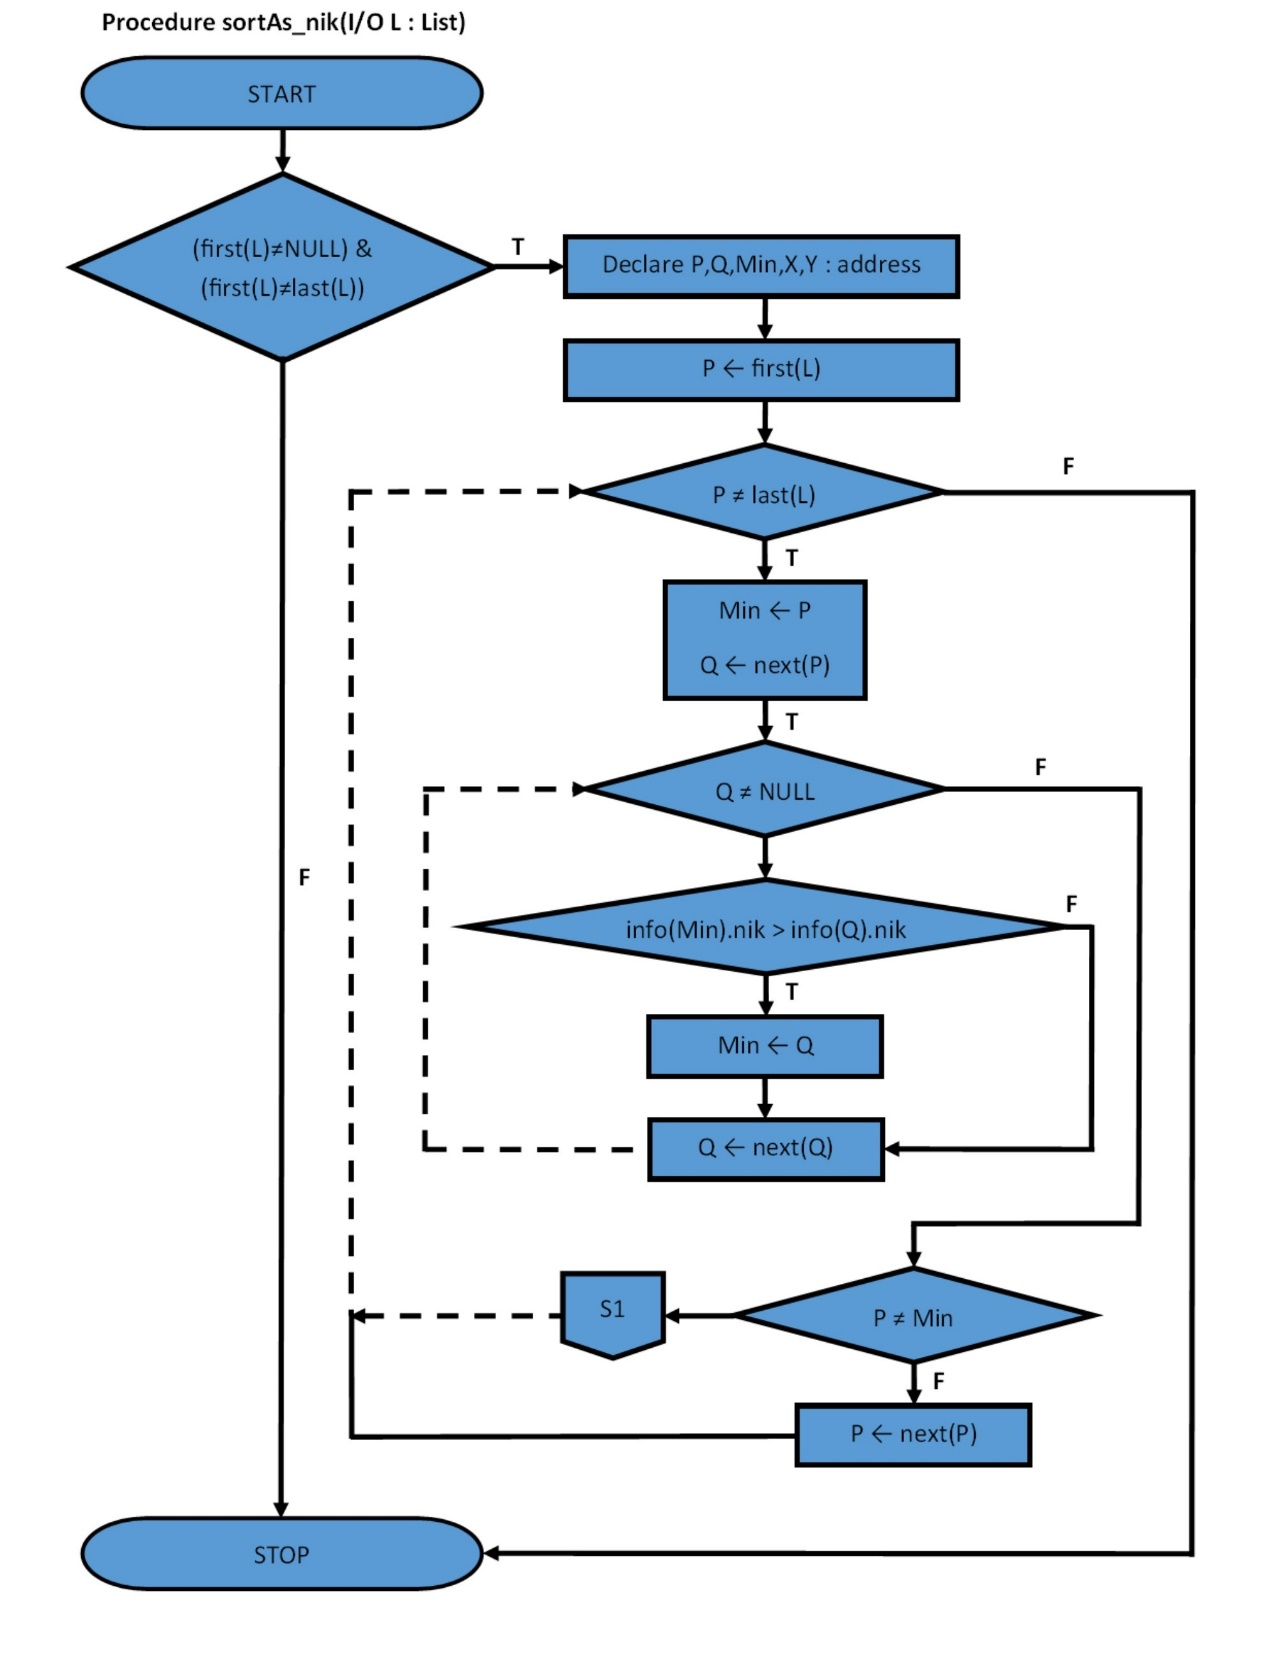 Procedure sortAs_nik(I/O L : List)
START
(first(L)≠NULL) &
(first(L)≠last(L))
T
Declare P,Q,Min,X,Y : address
P ← first(L)
P ≠ last(L)
F
T
Min ← P
Q ← next(P)
T
Q ≠ NULL
F
F
info(Min).nik > info(Q).nik
F
T
Min ← Q
Q ← next(Q)
S1
P ≠ Min
F
P ← next(P)
STOP